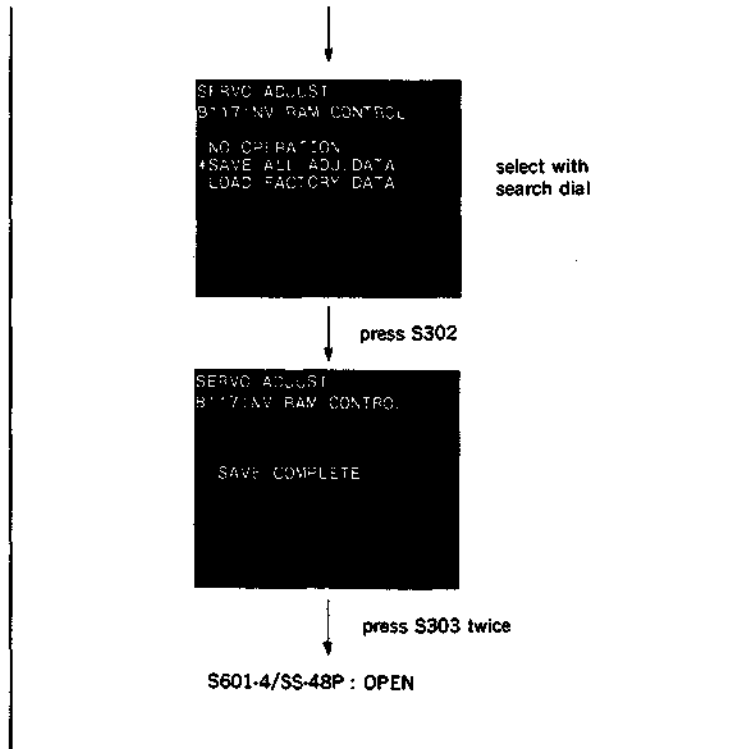 SERVO ADJUST
B117:NV RAM CONTROL
NO OPERATION
*SAVE ALL ADJ.DATA
LOAD FACTORY DATA
select with
search dial
press S302
SERVO ADJUST
B117:NV RAM CONTROL
SAVE COMPLETE
press S303 twice
S601-4/SS-48P : OPEN